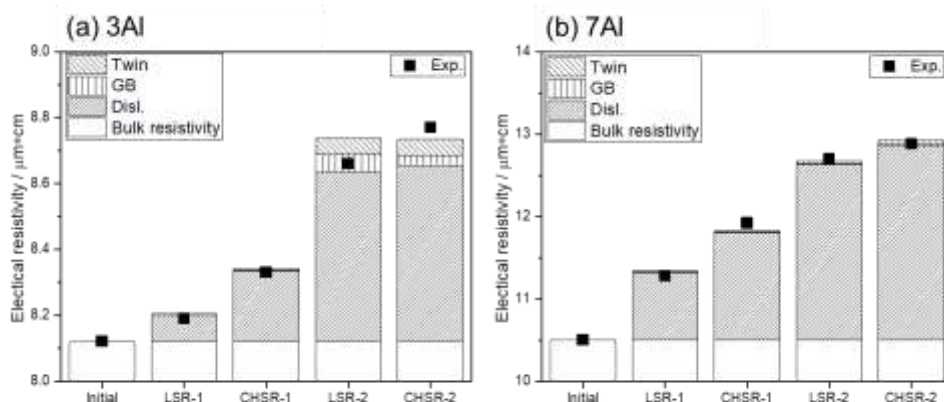 (a) 3Al
(b) 7Al
9.0
8.8
8.6
8.4
8.2
8.0
Electical resistivity / μm•cm
Twin
GB
Disl.
Bulk resistivity
Exp.
Initial
LSR-1
CHSR-1
LSR-2
CHSR-2
14
13
12
11
10
Electical resistivity / μm•cm
Twin
GB
Disl.
Bulk resistivity
Exp.
Initial
LSR-1
CHSR-1
LSR-2
CHSR-2